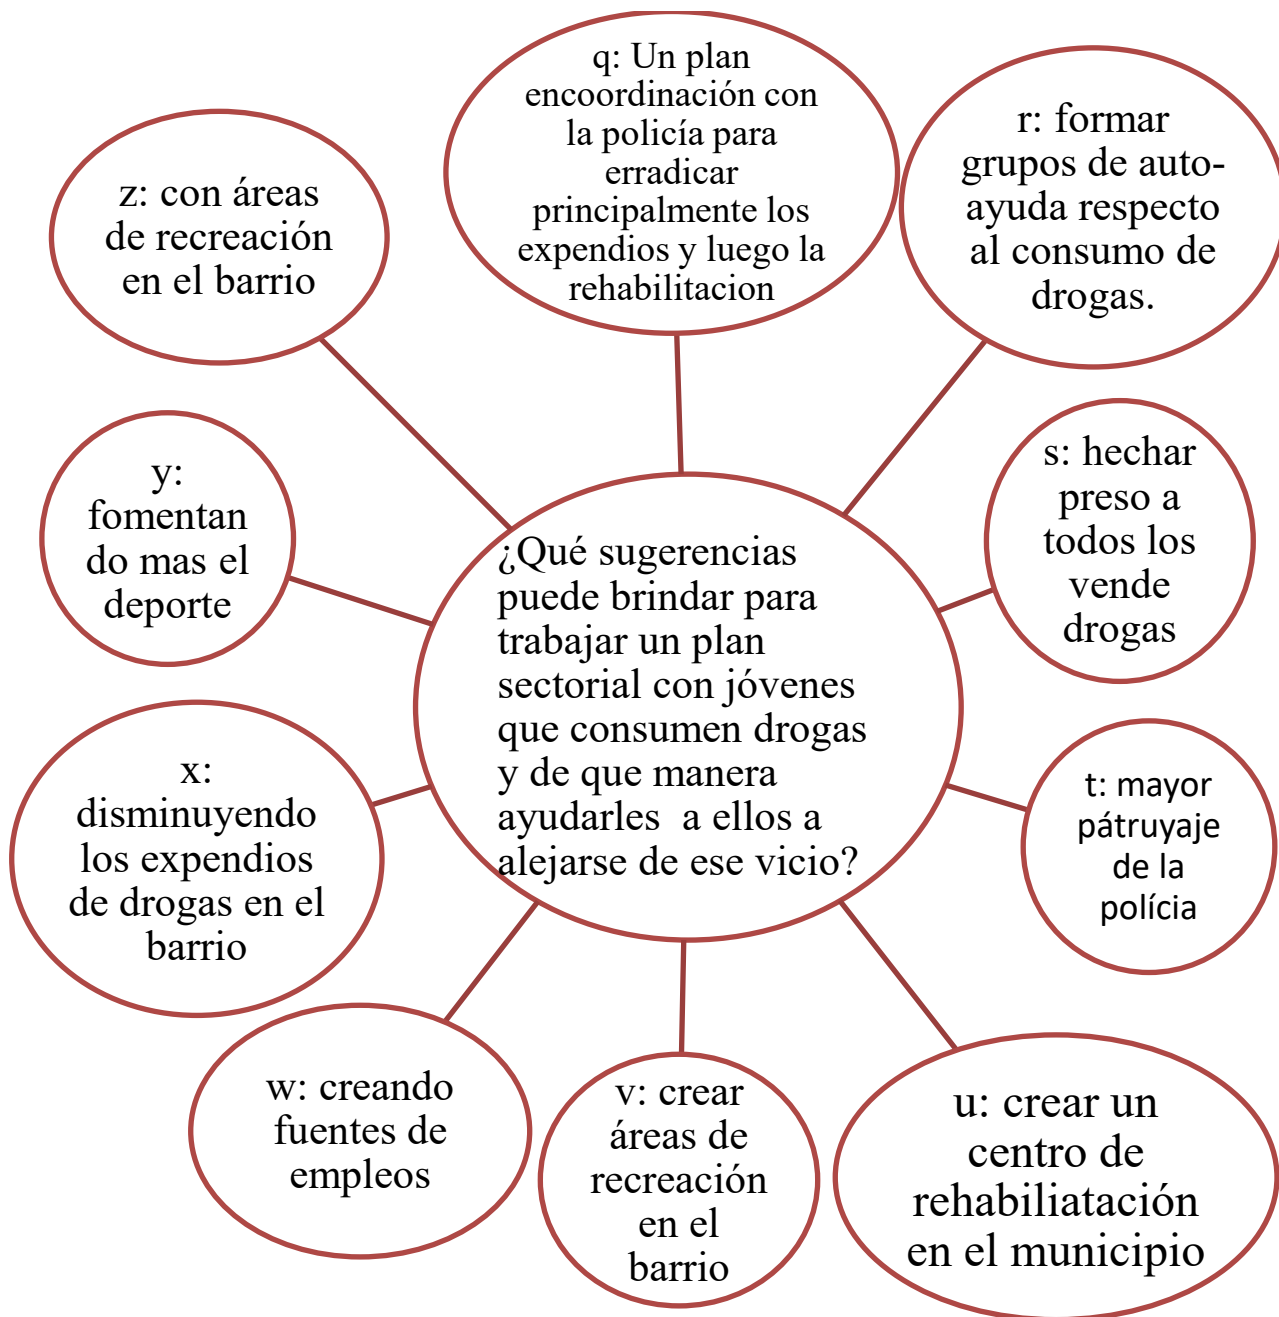 q: Un plan
encoordinación con
la policía para
erradicar
principalmente los
expendios y luego la
rehabilitacion
r: formar
grupos de auto-
ayuda respecto
al consumo de
drogas.
s: hechar
preso a
todos los
vende
drogas
t: mayor
pátruyaje
de la
polícia
u: crear un
centro de
rehabiliatación
en el municipio
v: crear
áreas de
recreación
en el
barrio
w: creando
fuentes de
empleos
x:
disminuyendo
los expendios
de drogas en el
barrio
y:
fomentan
do mas el
deporte
z: con áreas
de recreación
en el barrio
¿Qué sugerencias
puede brindar para
trabajar un plan
sectorial con jóvenes
que consumen drogas
y de que manera
ayudarles  a ellos a
alejarse de ese vicio?